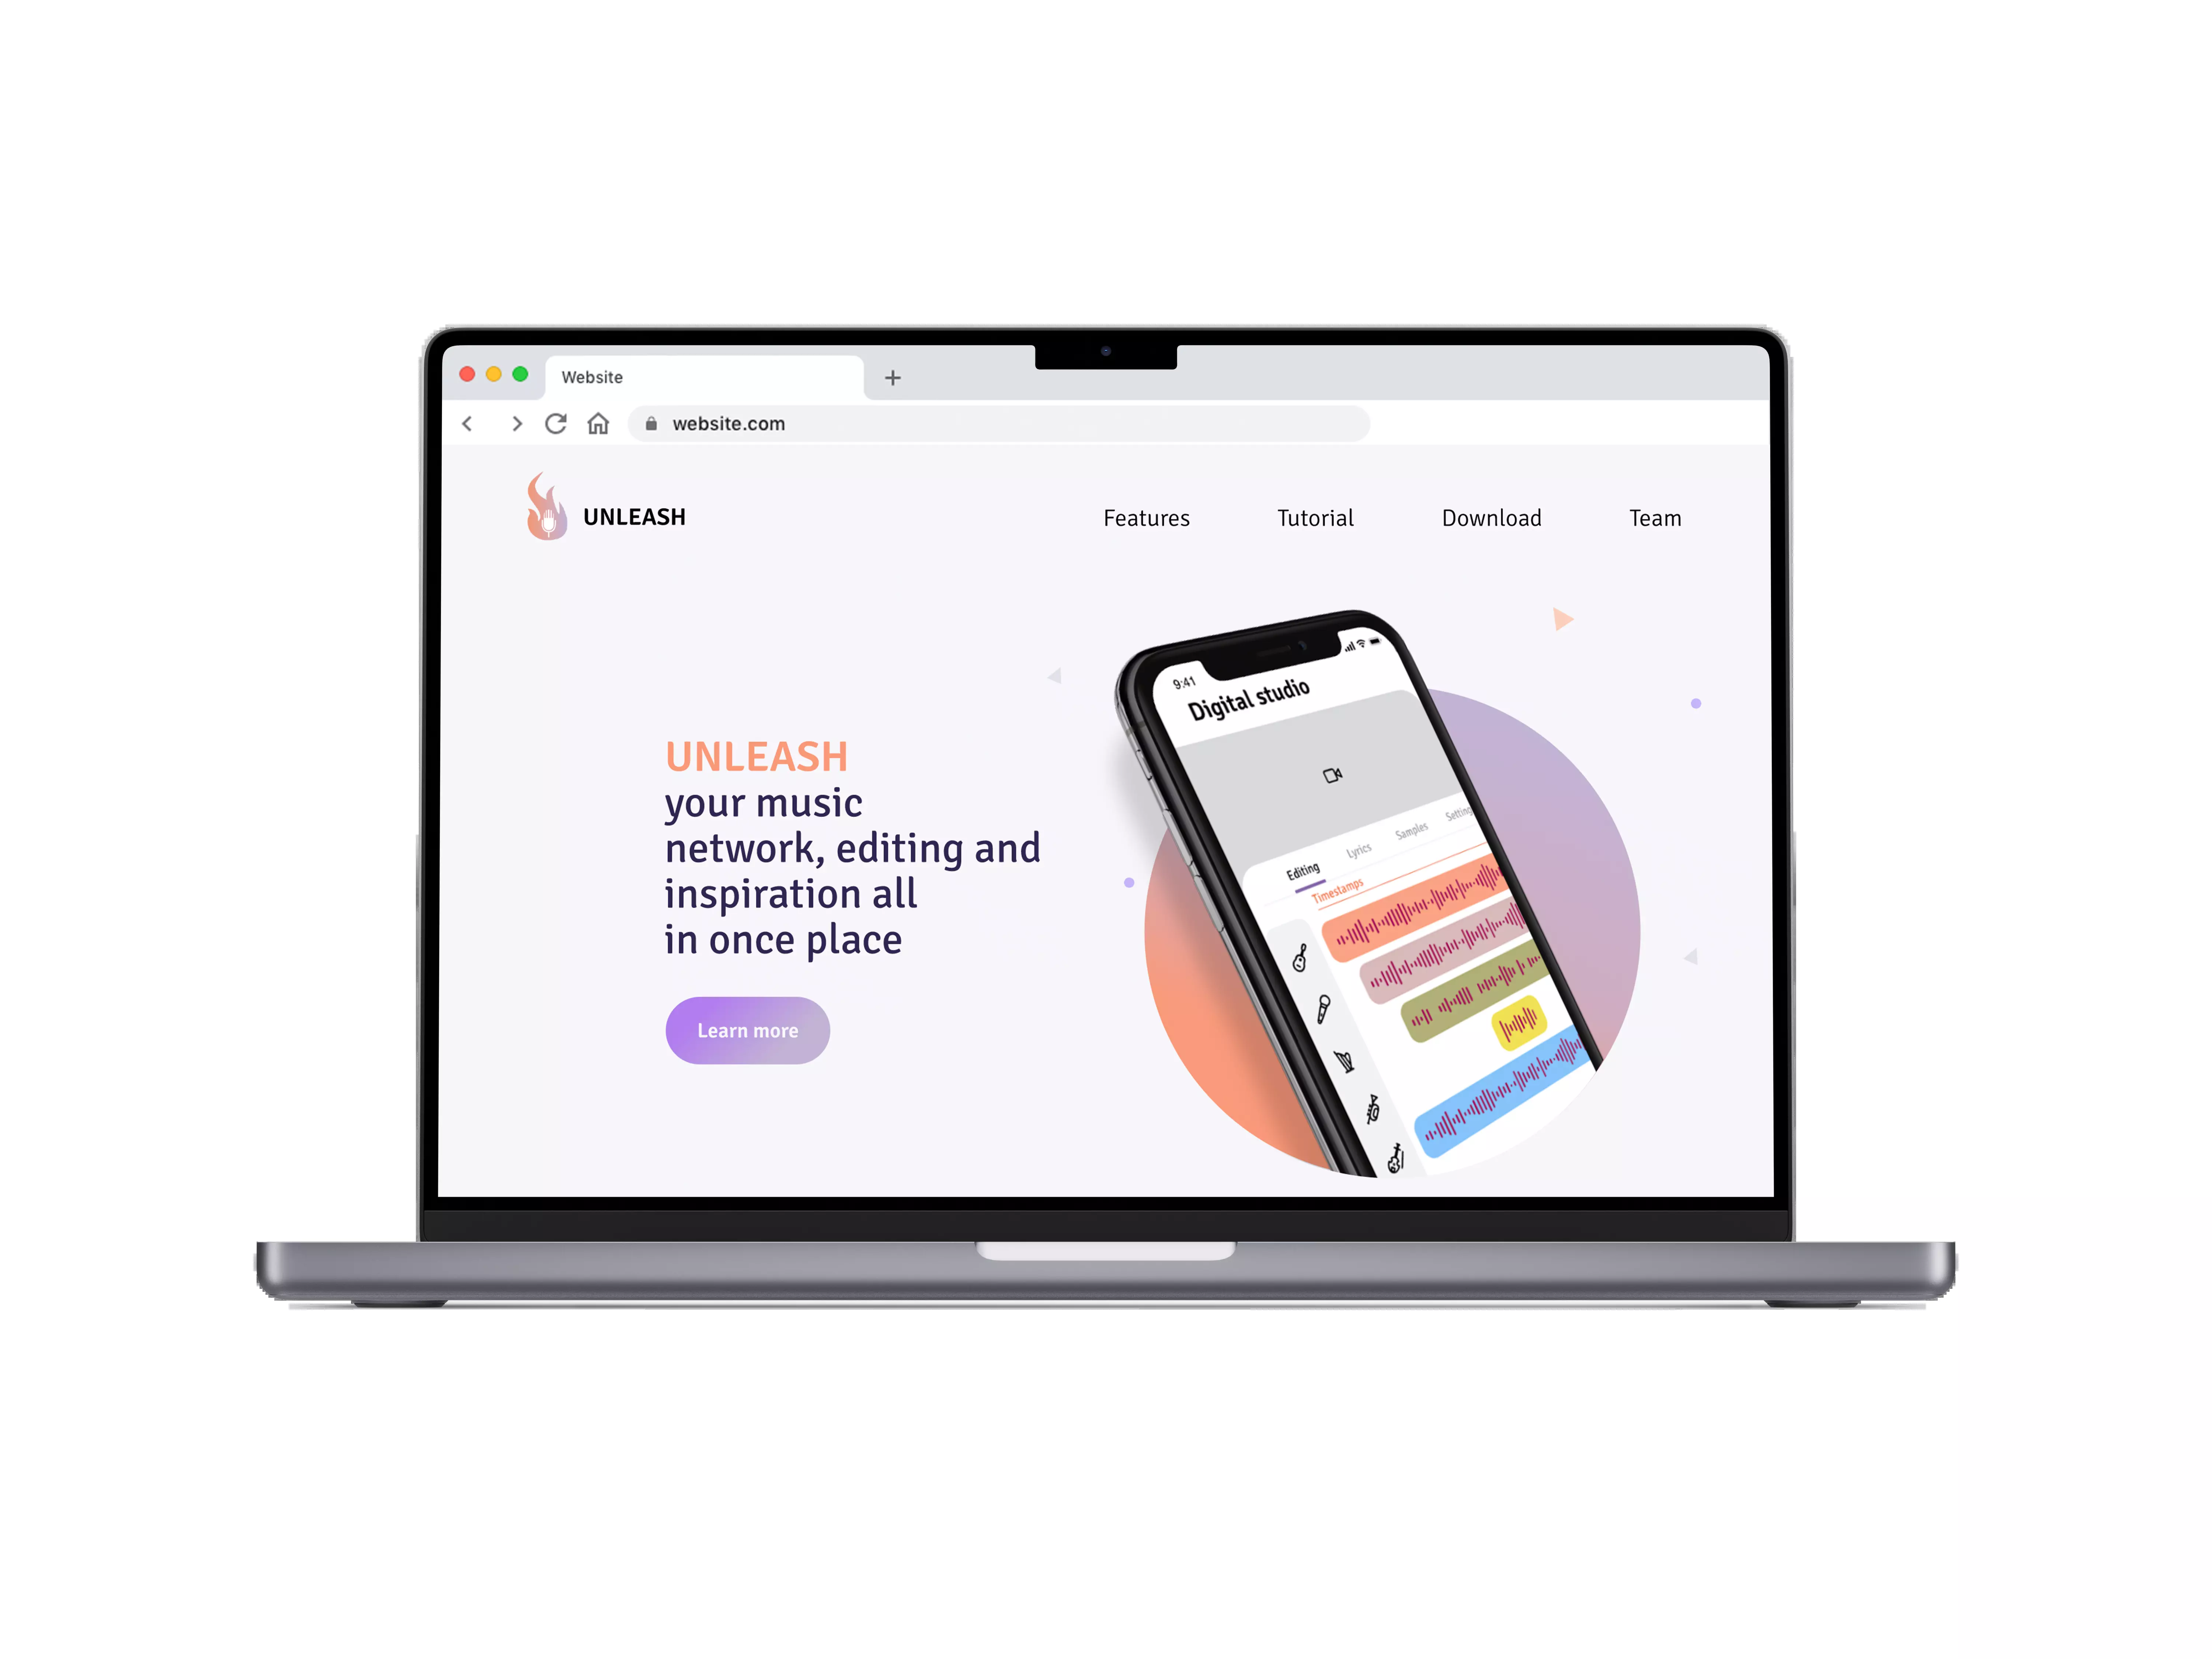 Website
website.com
UNLEASH
Features
Tutorial
Download
Team
UNLEASH
your music
network, editing and
inspiration all
in once place
Learn more
9:41
Digital studio
Editing
Lyrics
Samples
Setting
Timestamps